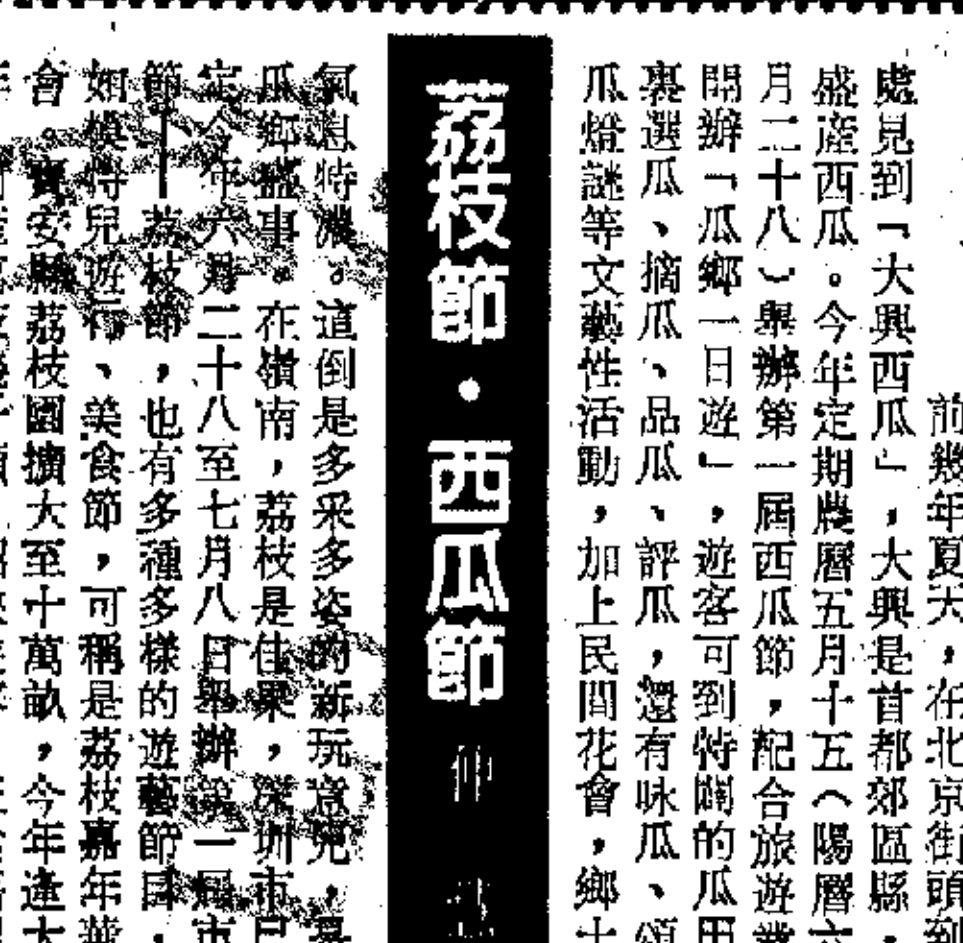 前幾年夏天，在北京街頭到
處見到「大興西瓜」，大興是首都郊區縣，
盛產西瓜。今年定期農曆五月十五（陽曆六
月二十八）舉辦第一屆西瓜節，配合旅遊業
開辦「瓜鄉一日遊」，遊客可到特闢的瓜田
裏選瓜、摘瓜、品瓜、評瓜，還有咏瓜、頌
瓜燈謎等文藝性活動，加上民間花會，鄉土
荔枝節·西瓜節
氣息特濃。這倒是多采多姿的新玩意兒，是
瓜鄉盛事。在嶺南，荔枝是佳果，深圳市已
定今年六月二十八至七月八日舉辦第一屆市
節——荔枝節，也有多種多樣的遊藝節目，
如模特兒遊行、美食節，可稱是荔枝嘉年華
會。寶安縣荔枝園擴大至十萬畝，今年逢大